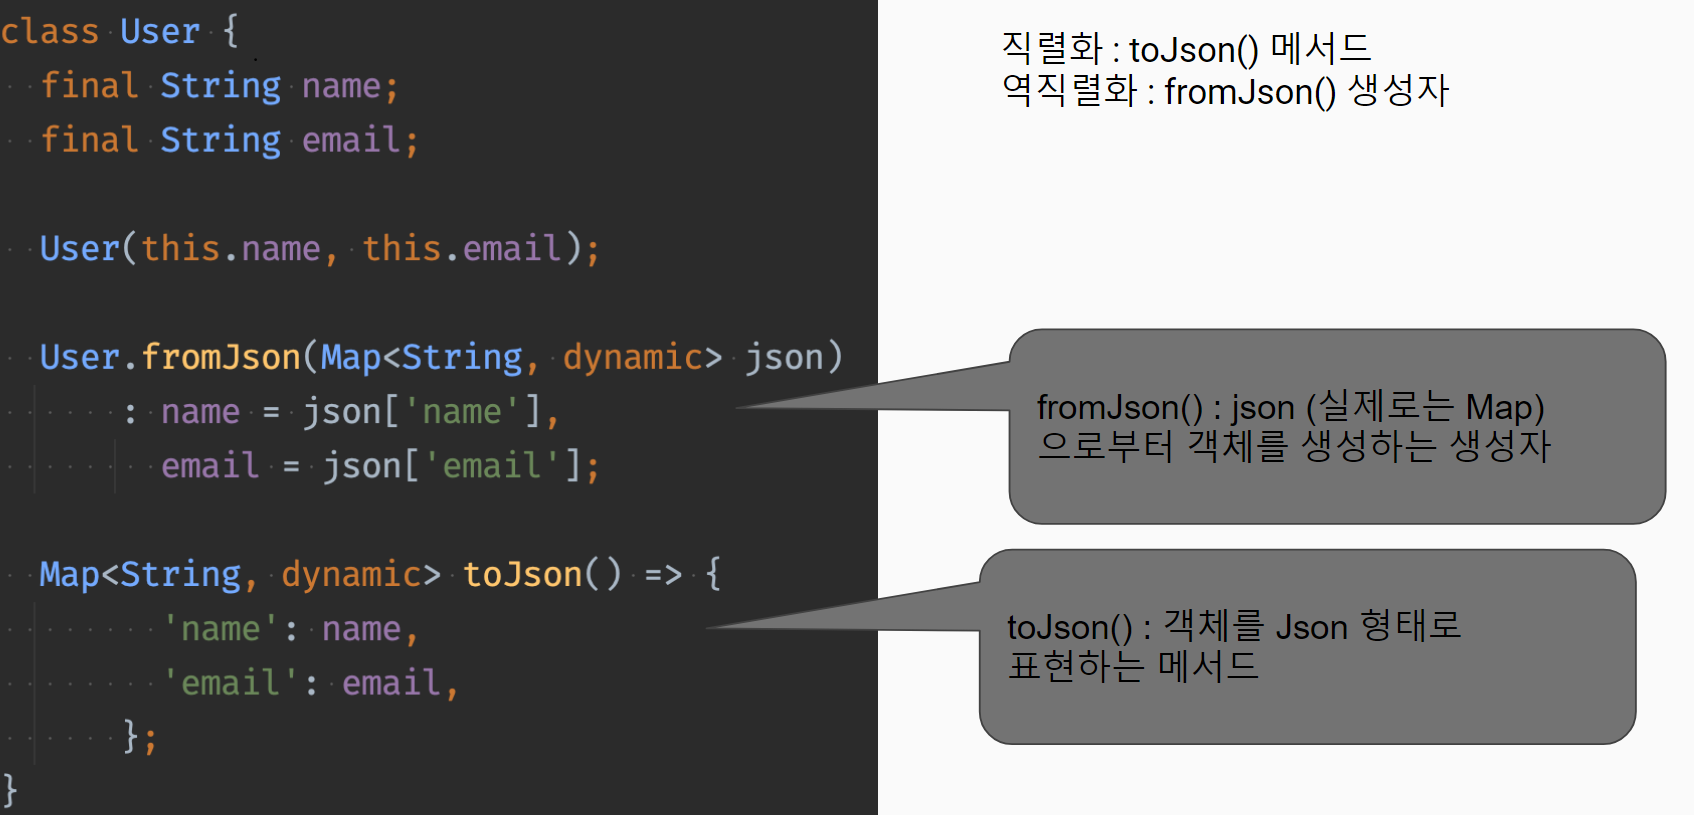 class User {
final String name;
final String email;
User(this.name, this.email);
User.fromJson(Map<String, dynamic> json)
: name = json['name'],
email = json['email'];
Map<String, dynamic> toJson() => {
'name': name,
'email': email,
};
}
직렬화 : toJson() 메서드
역직렬화 : fromJson() 생성자
fromJson() : json (실제로는 Map)
으로부터 객체를 생성하는 생성자
toJson() : 객체를 Json 형태로
표현하는 메서드